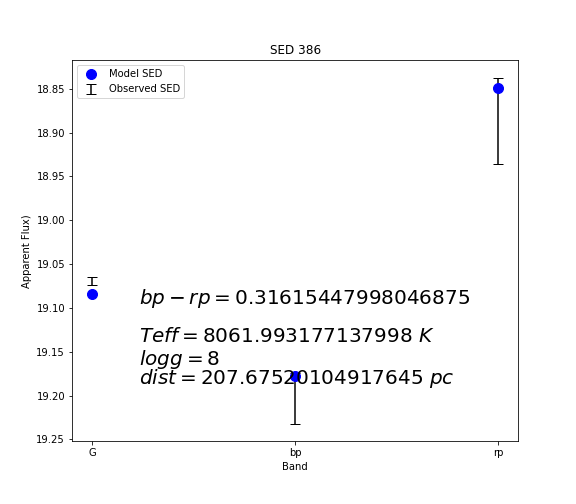 SED 386
Model SED
Observed SED
18.85
18.90
18.95
19.00
19.05
19.10
19.15
19.20
19.25
Apparent Flux)
bp − rp = 0.31615447998046875
Teff = 8061.993177137998 K
logg = 8
dist = 207.67520104917645 pc
G
bp
rp
Band